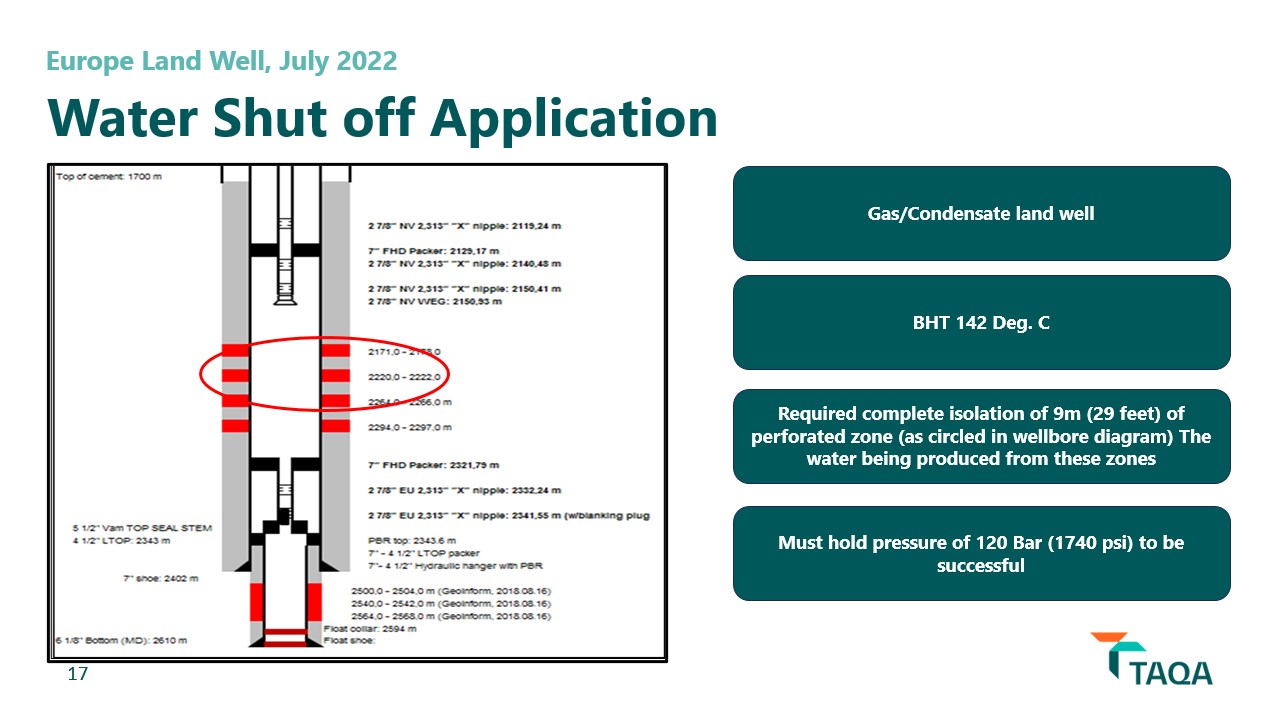 Europe Land Well, July 2022
Water Shut off Application
Top of cement: 1700 m
2 7/8" NV 2,313" "X" nipple: 2119,24 m
7" FHD Packer: 2129,17 m
2 7/8" NV 2,313" "X" nipple: 2140,48 m
2 7/8" NV 2,313" "X" nipple: 2150,41 m
2 7/8" NV WEG: 2150,93 m
2171,0 -
2220,0 - 2222,0
2264,0 - 2266,0 m
2294,0 - 2297,0 m
7" FHD Packer: 2321,79 m
2 7/8" EU 2,313" "X" nipple: 2332,24 m
2 7/8" EU 2,313" "X" nipple: 2341,55 m (w/blanking plug
5 1/2" Vam TOP SEAL STEM
4 1/2" LTOP: 2343 m
PBR top: 2343.6 m
7" - 4 1/2" LTOP packer
7"- 4 1/2" Hydraulic hanger with PBR
7" shoe: 2402 m
2500,0 - 2504,0 m (Geoinform, 2018.08.16)
2540,0 - 2542,0 m (Geoinform, 2018.08.16)
2564,0 - 2568,0 m (Geoinform, 2018.08.16)
Float collar: 2594 m
6 1/8" Bottom (MD): 2610 m
Float shoe:
Gas/Condensate land well
BHT 142 Deg. C
Required complete isolation of 9m (29 feet) of
perforated zone (as circled in wellbore diagram) The
water being produced from these zones
Must hold pressure of 120 Bar (1740 psi) to be
successful
17
TAQA